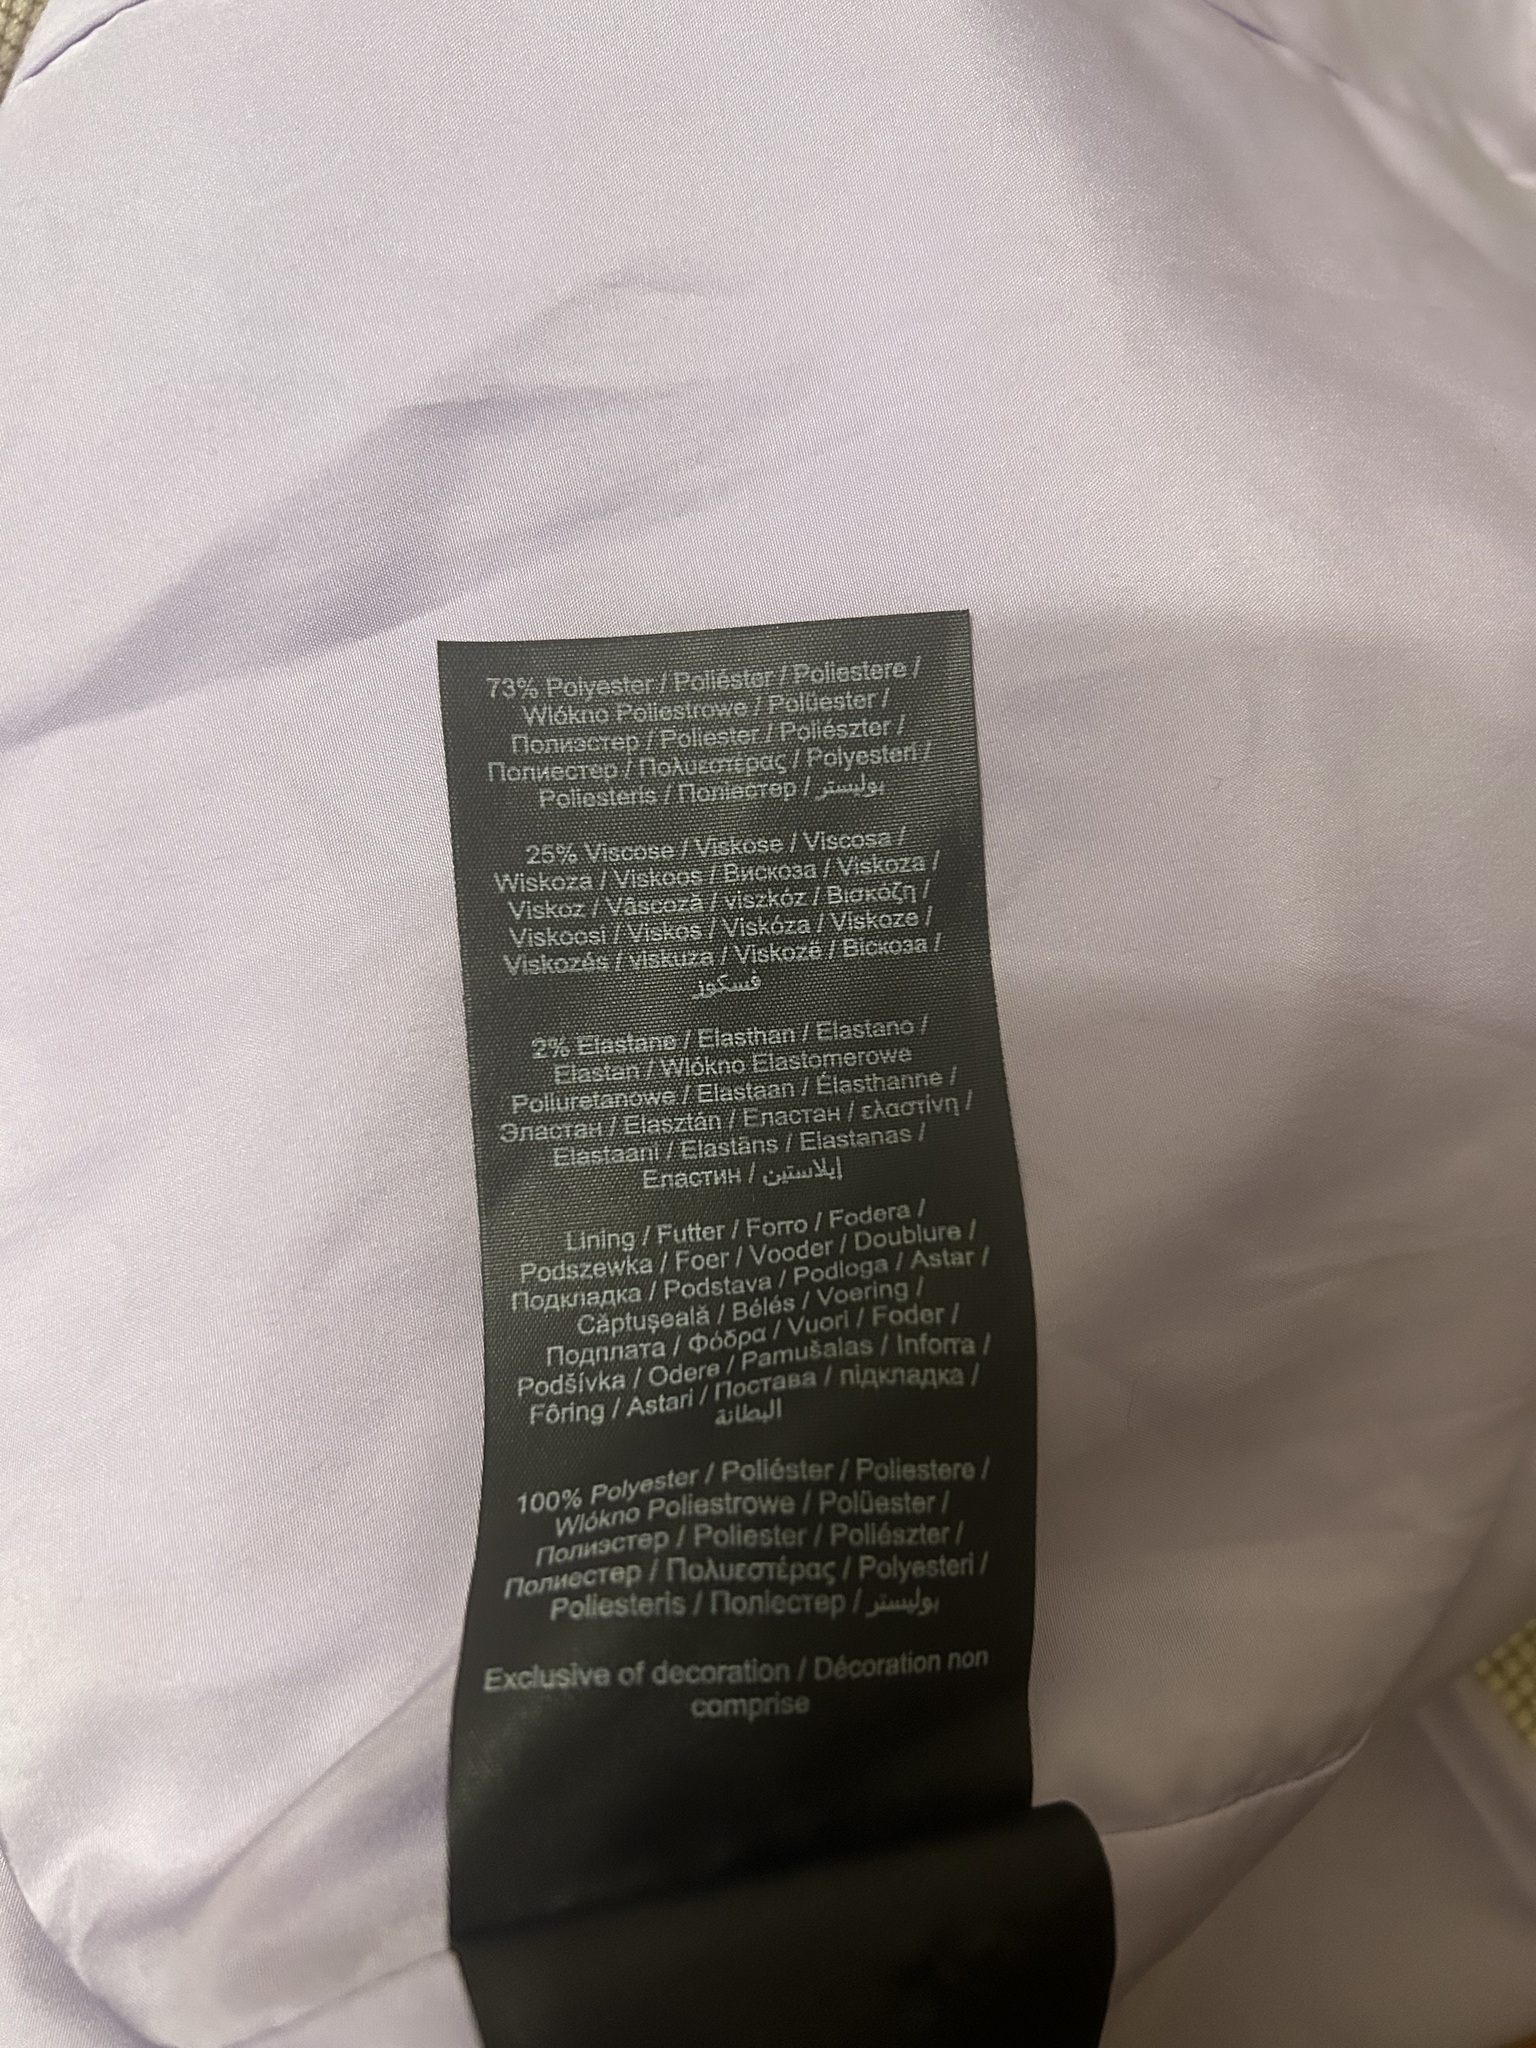 73% Polyester / Poliéster / Poliestere /
Wlókno Poliestrowe / Polüester /
Полиэстер / Poliester / Poliészter /
Полиестер / Πολυεστέρας / Polyesteri /
Poliesteris / Поліестер / بوليستر
25% Viscose / Viskose / Viscosa /
Wiskoza / Viskoos / Вискоза / Viskoza /
Viskoz / Vâscoză / viszkóz / Βισκόζη /
Viskoosi / Viskos / Viskóza / Viskoze /
Viskozės / viskuza / Viskozë / Віскоза /
فسكوز
2% Elastane / Elasthan / Elastano /
Elastan / Wlókno Elastomerowe
Poliuretanowe / Elastaan / Élasthanne /
Эластан / Elasztán / Еластан / ελαστίνη /
Elastaani / Elastāns / Elastanas /
Еластин / إيلاستين
Lining / Futter / Forro / Fodera /
Podszewka / Foer / Vooder / Doublure /
Подкладка / Podstava / Podloga / Astar /
Căptuşeală / Bélés / Voering /
Подплата / Φόδρα / Vuori / Foder /
Podšívka / Odere / Pamušalas / Inforra /
Fôring / Astari / Постава / підкладка /
البطانة
100% Polyester / Poliéster / Poliestere /
Wlókno Poliestrowe / Polüester /
Полиэстер / Poliester / Poliészter /
Полиестер / Πολυεστέρας / Polyesteri /
Poliesteris / Поліестер / بوليستر
Exclusive of decoration / Décoration non
comprise